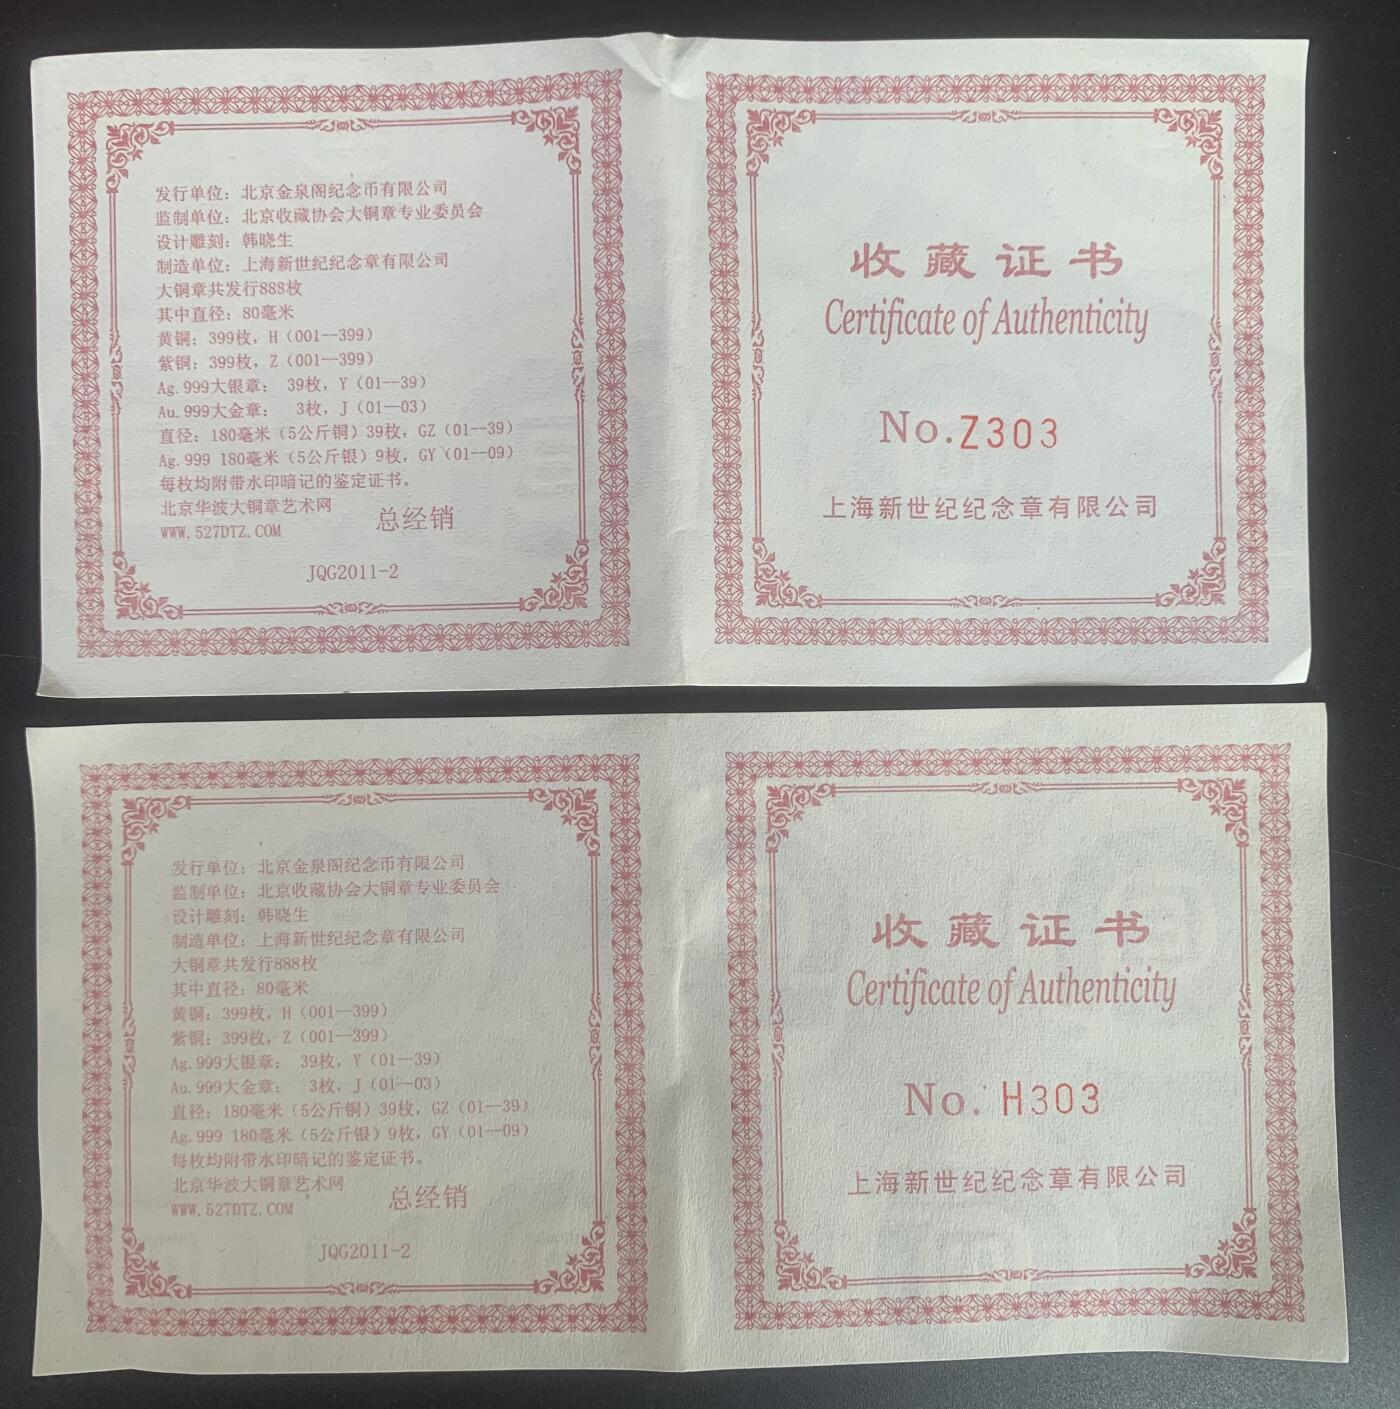 发行单位：北京金泉阁纪念币有限公司
监制单位：北京收藏协会大铜章专业委员会
设计雕刻：韩晓生
制造单位：上海新世纪纪念章有限公司
大铜章共发行888枚
其中直径：80毫米
黄铜：399枚，H（001--399）
紫铜：399枚，Z（001--399）
Ag.999大银章： 39枚，Y（01--39）
Au.999大金章： 3枚，J（01--03）
直径：180毫米（5公斤铜）39枚，GZ（01--39）
Ag.999 180毫米（5公斤银）9枚，GY（01--09）
每枚均附带水印暗记的鉴定证书。
北京华波大铜章艺术网
WWW.527DTZ.COM
总经销
JQG2011-2
收藏证书
Certificate of Authenticity
No.Z303
上海新世纪纪念章有限公司
发行单位：北京金泉阁纪念币有限公司
监制单位：北京收藏协会大铜章专业委员会
设计雕刻：韩晓生
制造单位：上海新世纪纪念章有限公司
大铜章共发行888枚
其中直径：80毫米
黄铜：399枚，H（001--399）
紫铜：399枚，Z（001--399）
Ag.999大银章： 39枚，Y（01--39）
Au.999大金章： 3枚，J（01--03）
直径：180毫米（5公斤铜）39枚，GZ（01--39）
Ag.999 180毫米（5公斤银）9枚，GY（01--09）
每枚均附带水印暗记的鉴定证书。
北京华波大铜章艺术网
WWW.527DTZ.COM
总经销
JQG2011-2
收藏证书
Certificate of Authenticity
No. H303
上海新世纪纪念章有限公司